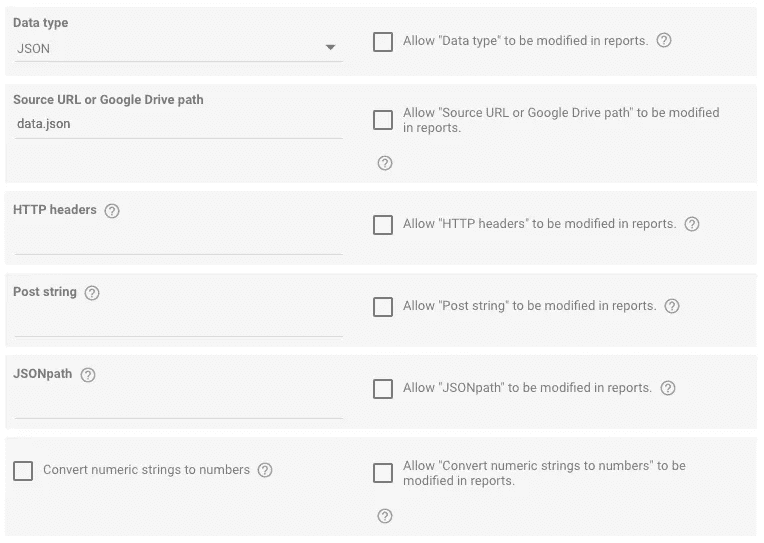 Data type
JSON
Allow "Data type" to be modified in reports.
Source URL or Google Drive path
data.json
Allow "Source URL or Google Drive path" to be modified
in reports.
HTTP headers
Allow "HTTP headers" to be modified in reports.
Post string
Allow "Post string" to be modified in reports.
JSONpath
Allow "JSONpath" to be modified in reports.
Convert numeric strings to numbers
Allow "Convert numeric strings to numbers" to be
modified in reports.